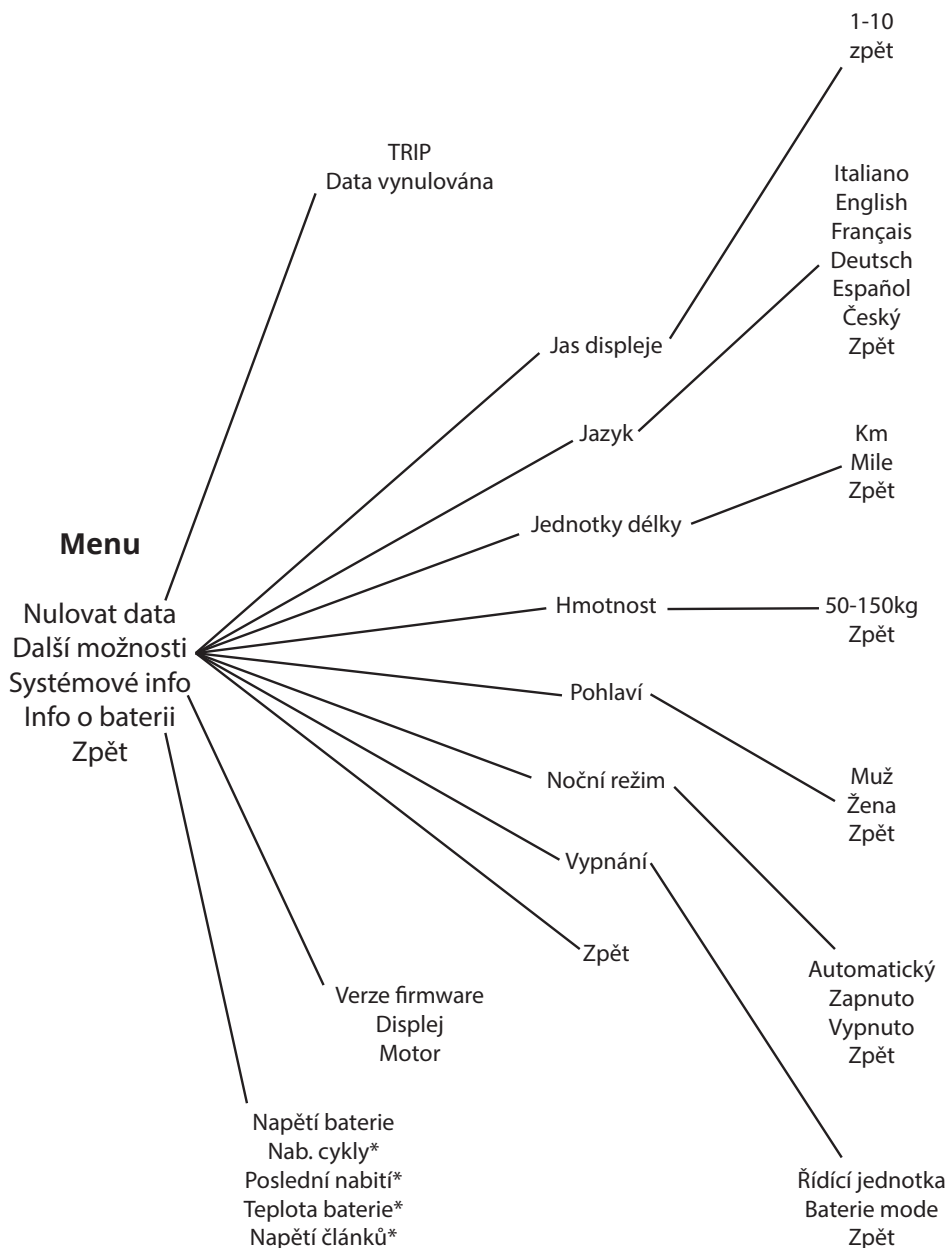 1-10
zpět
TRIP
Data vynulována
Italiano
English
Français
Deutsch
Español
Český
Zpět
Jas displeje
Jazyk
Km
Mile
Zpět
Jednotky délky
Menu
Nulovat data
Další možnosti
Systémové info
Info o baterii
Zpět
Hmotnost
50-150kg
Zpět
Pohlaví
Muž
Žena
Zpět
Noční režim
Vypnání
Zpět
Automatický
Zapnuto
Vypnuto
Zpět
Verze firmware
Displej
Motor
Napětí baterie
Nab. cykly*
Poslední nabití*
Teplota baterie*
Napětí článků*
Řídící jednotka
Baterie mode
Zpět